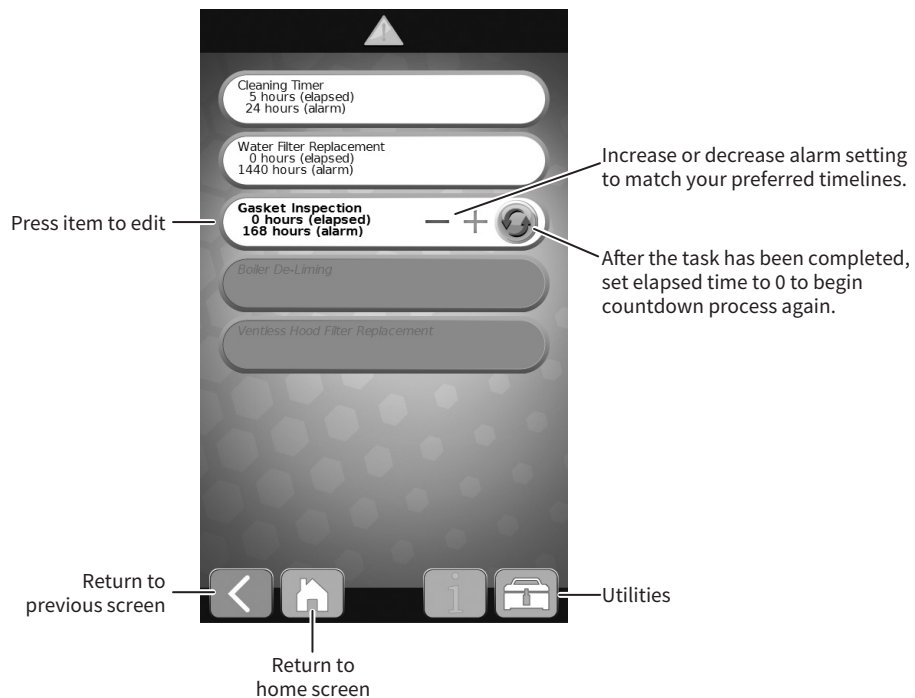 Cleaning Timer
5 hours (elapsed)
24 hours (alarm)
Water Filter Replacement
0 hours (elapsed)
1440 hours (alarm)
Increase or decrease alarm setting
to match your preferred timelines.
Press item to edit
Gasket Inspection
0 hours (elapsed)
168 hours (alarm)
After the task has been completed,
set elapsed time to 0 to begin
countdown process again.
Boiler De-Liming
Ventless Hood Filter Replacement
Return to
previous screen
i
Utilities
Return to
home screen